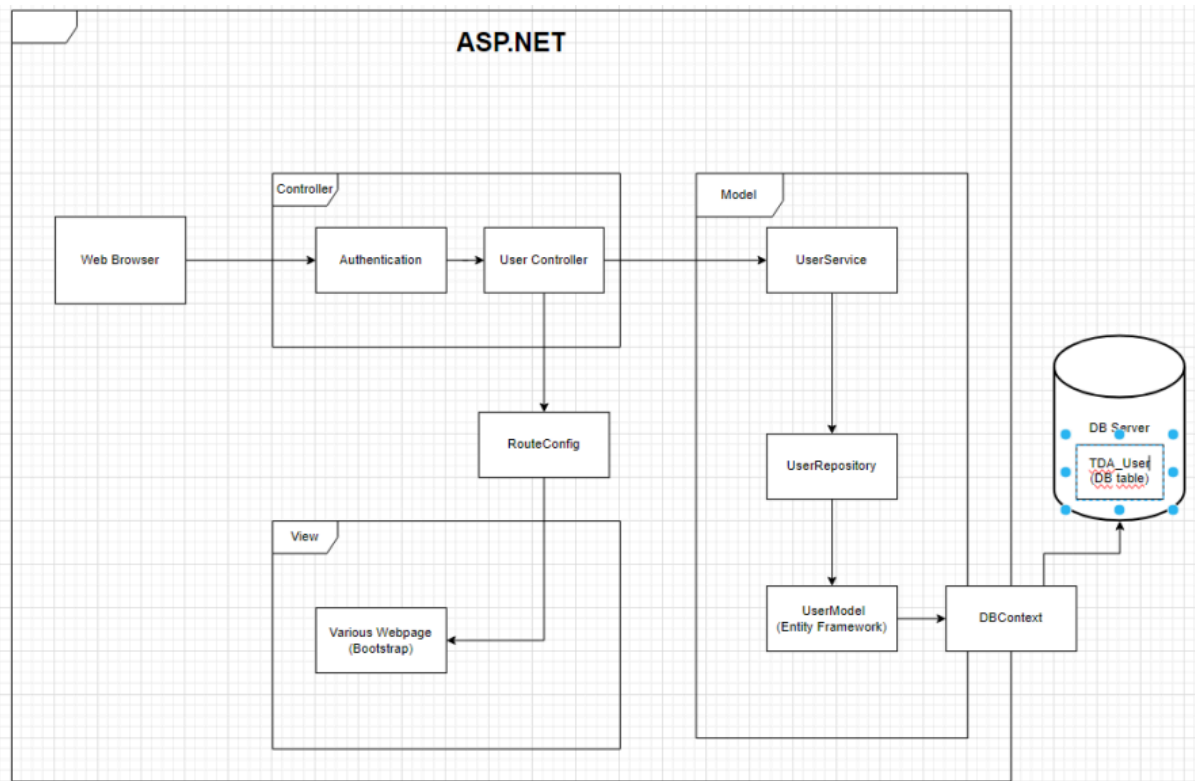 ASP.NET
Controller
Model
Web Browser
Authentication
User Controller
UserService
DB Server
TDA_User
(DB table)
RouteConfig
UserRepository
View
Various Webpage
(Bootstrap)
UserModel
(Entity Framework)
DBContext